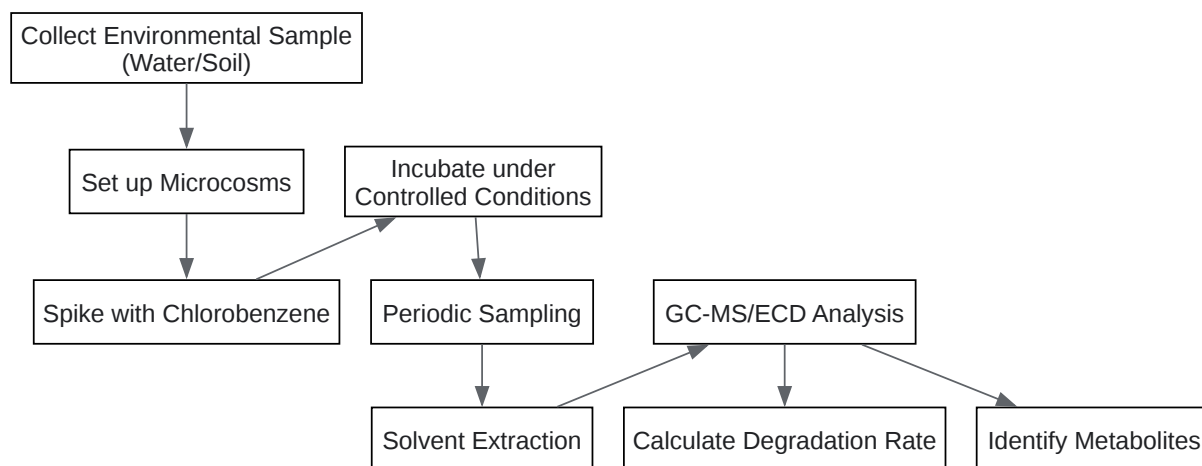 Collect Environmental Sample
(Water/Soil)
Set up Microcosms
Incubate under
Controlled Conditions
Spike with Chlorobenzene
Periodic Sampling
GC-MS/ECD Analysis
Solvent Extraction
Calculate Degradation Rate
Identify Metabolites